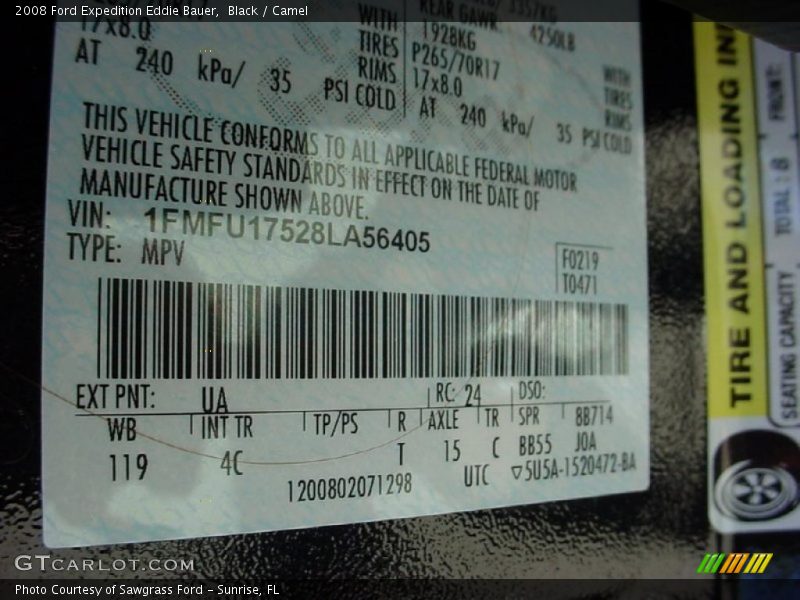 2008 Ford Expedition Eddie Bauer, Black / Camel
17x8.0
AT 240 kPa/ 35 PSI COLD
WITH
TIRES
RIMS
REAR GAWR:
1928KG 4250LB
P265/70R17
17x8.0
AT 240 kPa/ 35 PSI COLD
WITH
TIRES
RIMS
THIS VEHICLE CONFORMS TO ALL APPLICABLE FEDERAL MOTOR
VEHICLE SAFETY STANDARDS IN EFFECT ON THE DATE OF
MANUFACTURE SHOWN ABOVE.
VIN: 1FMFU17528LA56405
TYPE: MPV
F0219
T0471
EXT PNT: UA RC: 24 DSO:
WB INT TR TP/PS R AXLE TR SPR BB714
119 4C T 15 C BB55 JOA
1200802071298 UTC ▽5U5A-1520472-BA
TIRE AND LOADING IN
SEATING CAPACITY TOTAL: 8 FRONT:
GTCARLOT.COM
Photo Courtesy of Sawgrass Ford - Sunrise, FL